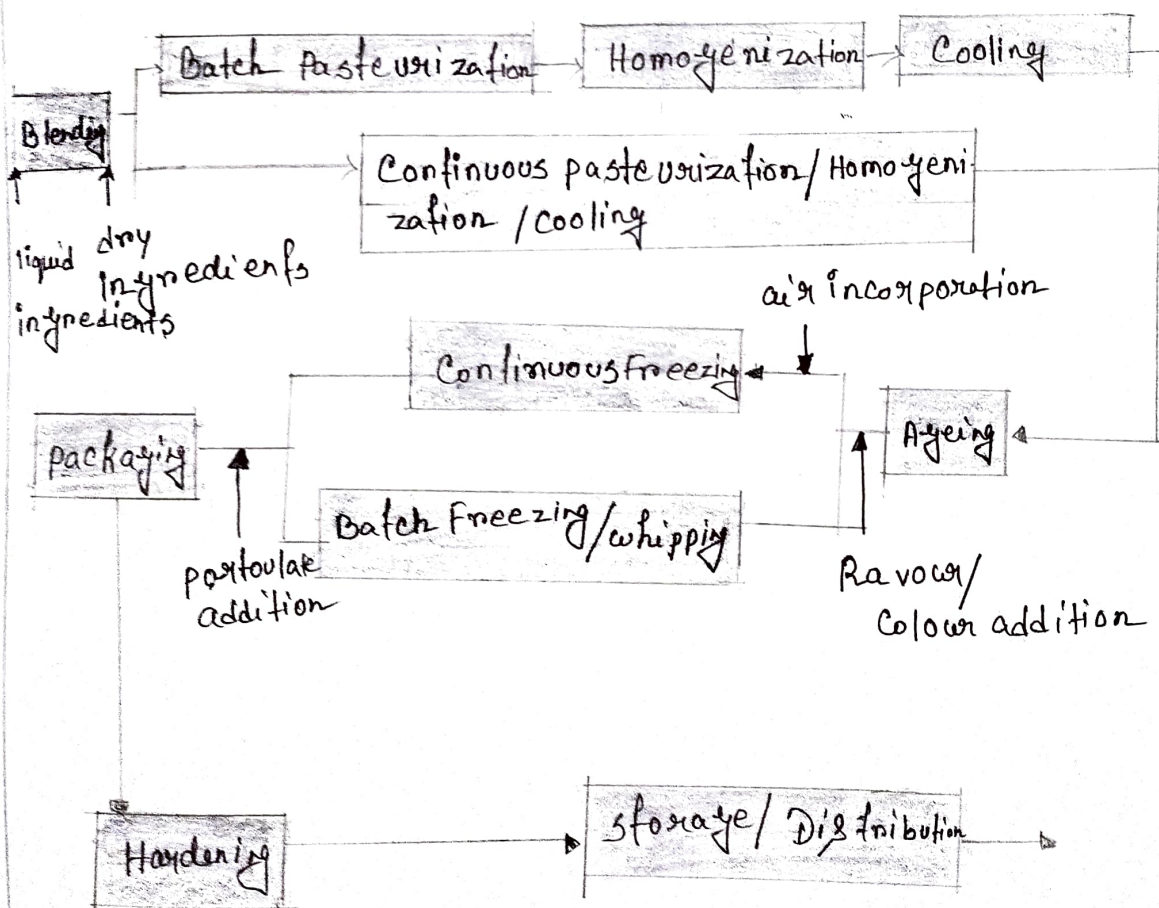 Batch Pasteurization
Homogenization
Cooling
Blending
Continuous pasteurization/Homogeni
zation /cooling
liquid
ingredients
dry
ingredients
air incorporation
Continuous Freezing
Ageing
packaging
Batch Freezing/whipping
partoulate
addition
Ravour/
Colour addition
Hardening
storage/ Distribution